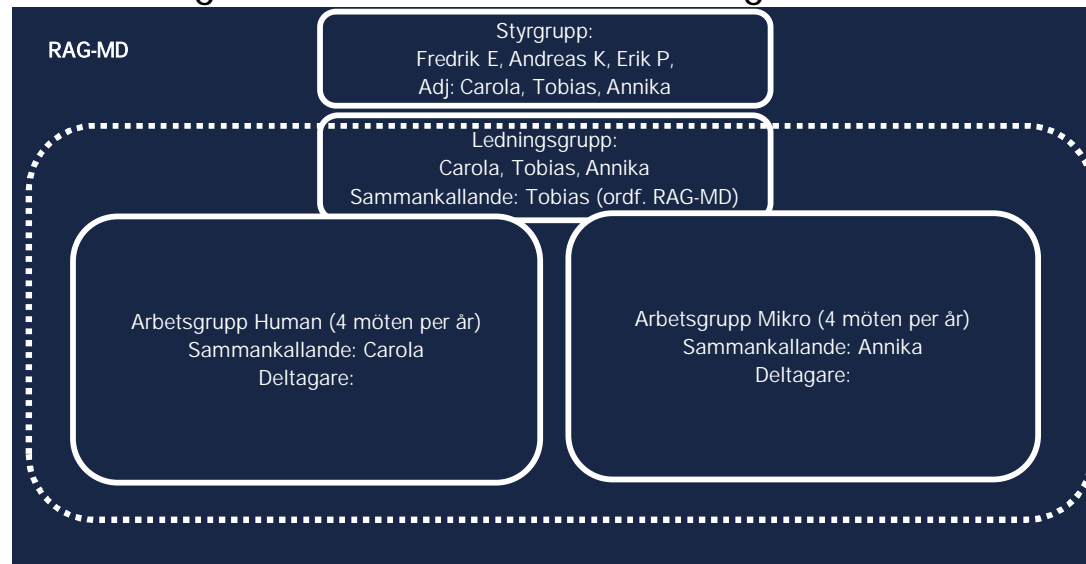 RAG-MD
Styrgrupp:
Fredrik E, Andreas K, Erik P,
Adj: Carola, Tobias, Annika
Ledningsgrupp:
Carola, Tobias, Annika
Sammankallande: Tobias (ordf. RAG-MD)
Arbetsgrupp Human (4 möten per år)
Sammankallande: Carola
Deltagare:
Arbetsgrupp Mikro (4 möten per år)
Sammankallande: Annika
Deltagare: